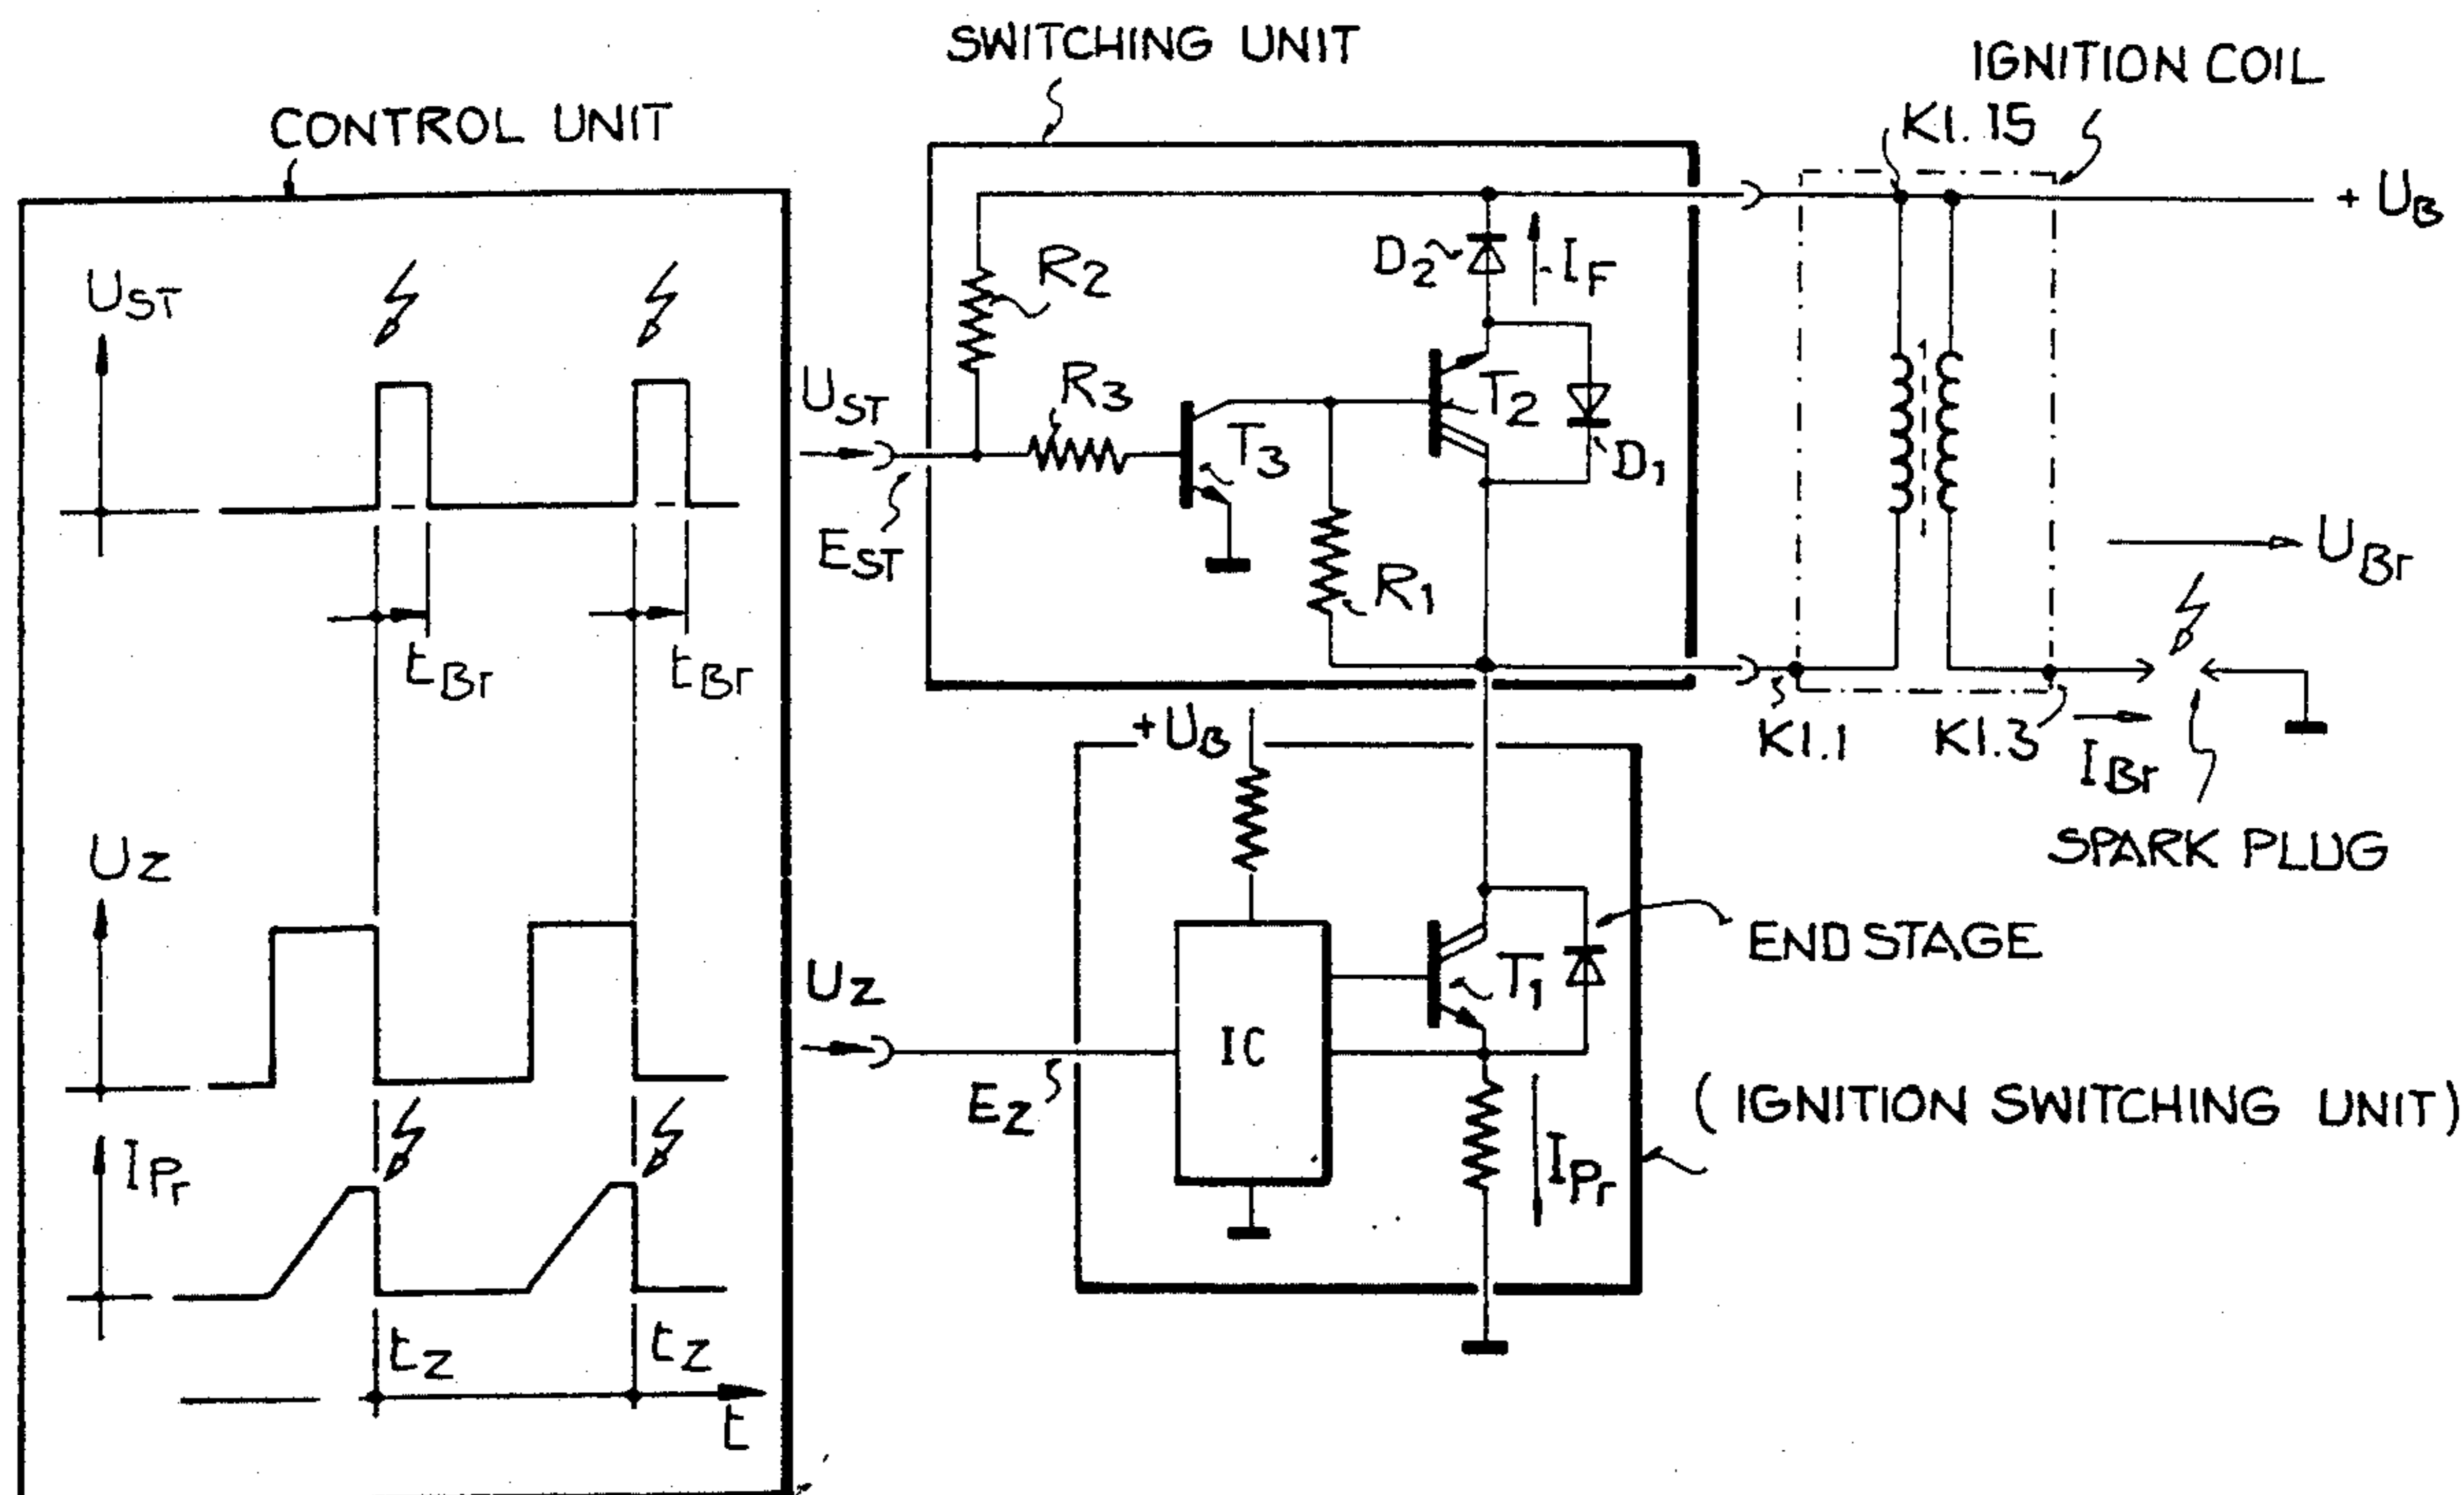 SWITCHING UNIT
IGNITION COIL
CONTROL UNIT
Kl. 15
+ UB
UST
R2
D2
IF
UST
R3
T3
T2
D1
EST
R1
UBr
tBr
tBr
+UB
Kl.1
Kl.3
IBr
SPARK PLUG
UZ
END STAGE
UZ
T1
IC
EZ
(IGNITION SWITCHING UNIT)
IPr
IPr
tZ
tZ
t